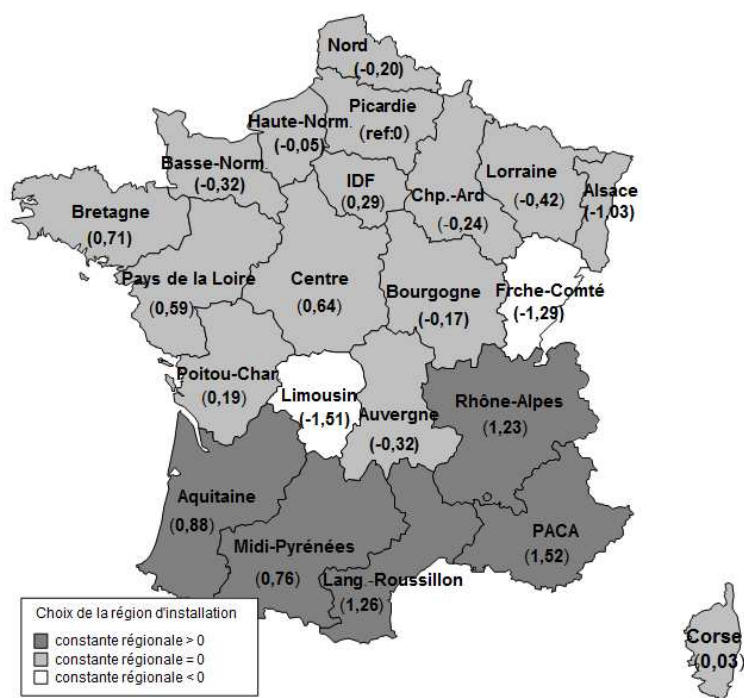 Nord
(-0,20)
Picardie
(ref:0)
Haute-Norm.
(-0,05)
Basse-Norm
(-0,32)
IDF
(0,29)
Chp.-Ard
(-0,24)
Lorraine
(-0,42)
Alsace
(-1,03)
Bretagne
(0,71)
Pays de la Loire
(0,59)
Centre
(0,64)
Bourgogne
(-0,17)
Frche-Comté
(-1,29)
Poitou-Char
(0,19)
Limousin
(-1,51)
Auvergne
(-0,32)
Rhône-Alpes
(1,23)
Aquitaine
(0,88)
Midi-Pyrénées
(0,76)
Lang.-Roussillon
(1,26)
PACA
(1,52)
Corse
(0,03)
Choix de la région d'installation
constante régionale > 0
constante régionale = 0
constante régionale < 0